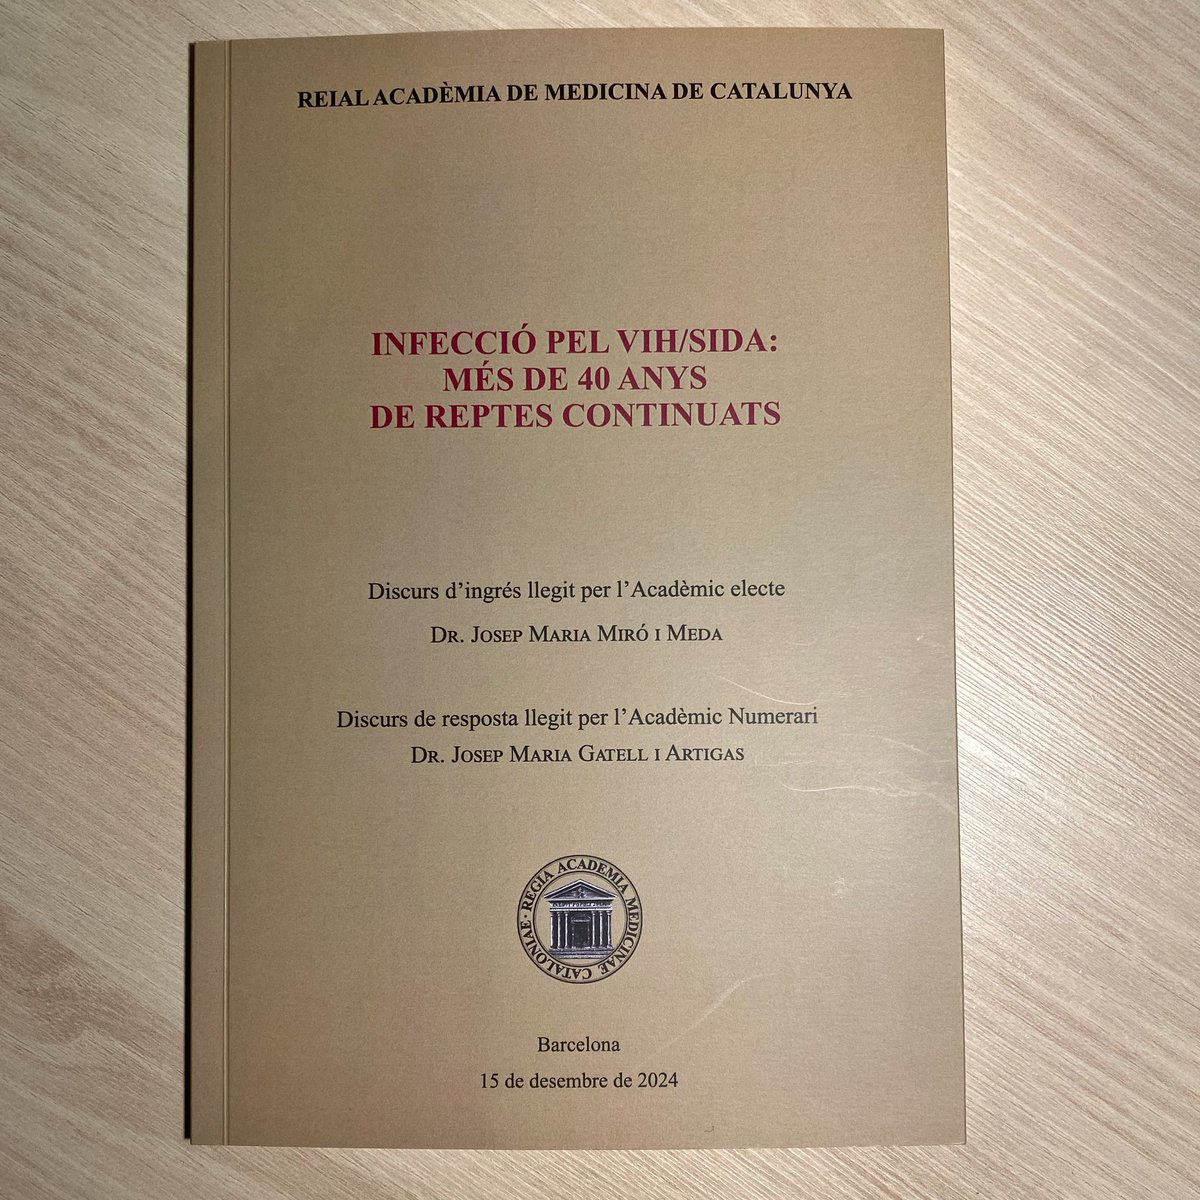 REIAL ACADÈMIA DE MEDICINA DE CATALUNYA
INFECCIÓ PEL VIH/SIDA:
MÉS DE 40 ANYS
DE REPTES CONTINUATS
Discurs d’ingrés llegit per l’Acadèmic electe
Dr. Josep Maria Miró i Meda
Discurs de resposta llegit per l’Acadèmic Numerari
Dr. Josep Maria Gatell i Artigas
REGIA ACADEMIA MEDICINAE CATALONIAE ·
Barcelona
15 de desembre de 2024